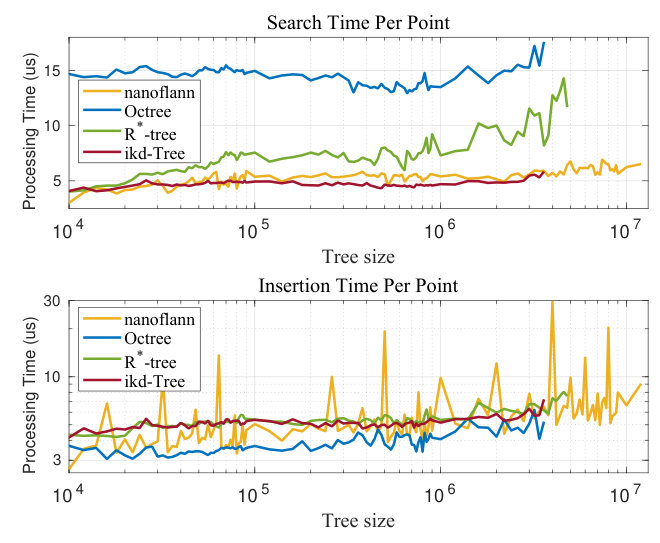 Search Time Per Point
Processing Time (us)
15
10
5
nanoflann
Octree
R*-tree
ikd-Tree
10^4
10^5
10^6
10^7
Tree size
Insertion Time Per Point
Processing Time (us)
30
10
3
nanoflann
Octree
R*-tree
ikd-Tree
10^4
10^5
10^6
10^7
Tree size